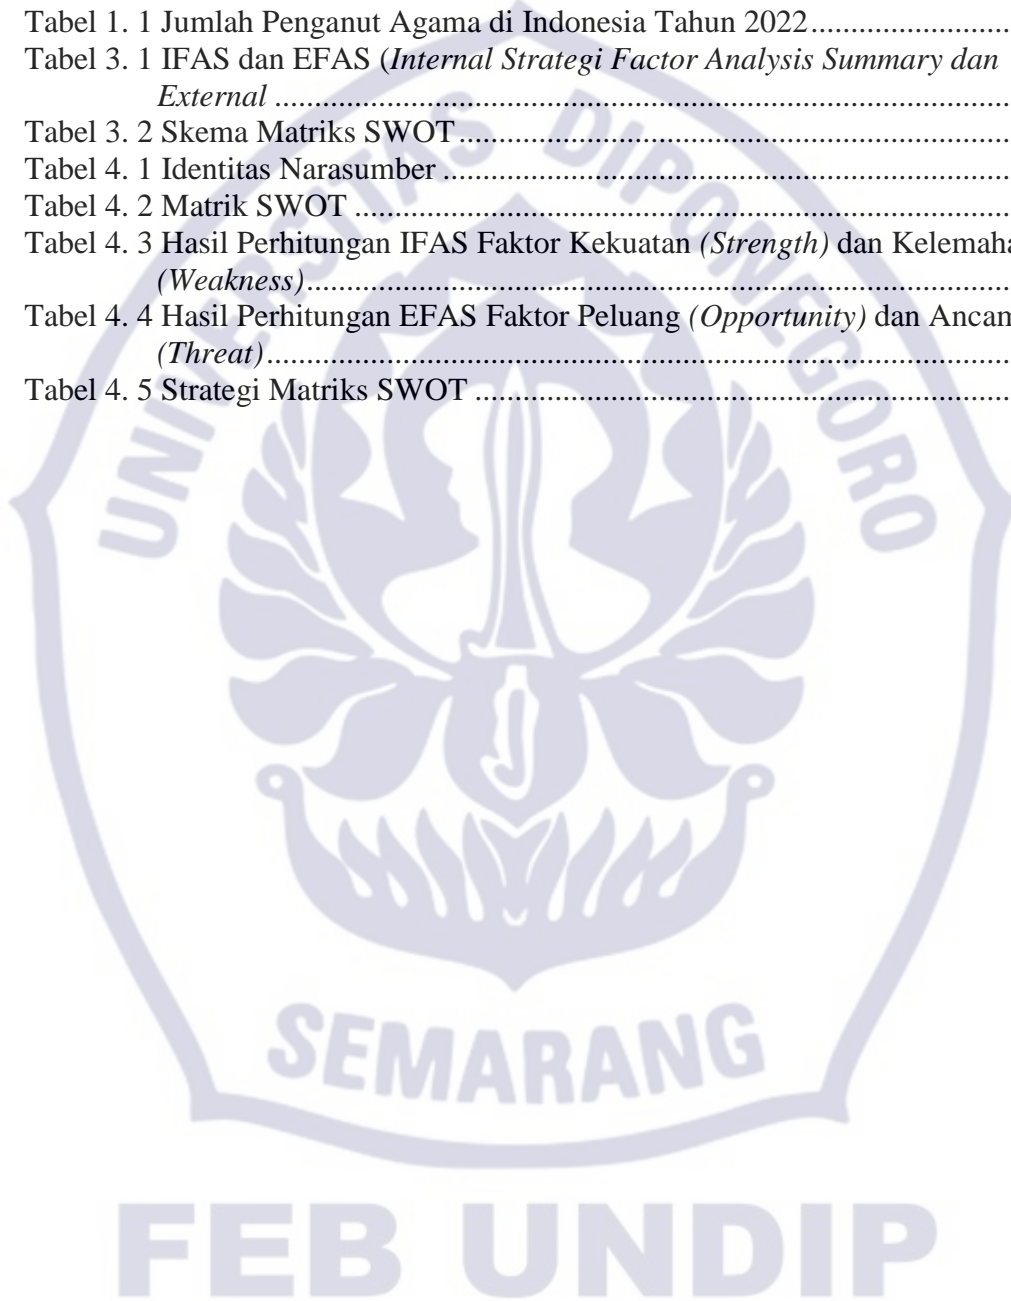 Tabel 1. 1 Jumlah Penganut Agama di Indonesia Tahun 2022..........................
Tabel 3. 1 IFAS dan EFAS (Internal Strategi Factor Analysis Summary dan
External ..........................................................................................
Tabel 3. 2 Skema Matriks SWOT......................................................................
Tabel 4. 1 Identitas Narasumber ........................................................................
Tabel 4. 2 Matrik SWOT ...................................................................................
Tabel 4. 3 Hasil Perhitungan IFAS Faktor Kekuatan (Strength) dan
(Weakness)......................................................................................
Tabel 4. 4 Hasil Perhitungan EFAS Faktor Peluang (Opportunity) dan
(Threat)...........................................................................................
Tabel 4. 5 Strategi Matriks SWOT ....................................................................
UNIVERSITAS DIPONEGORO
SEMARANG
FEB UNDIP